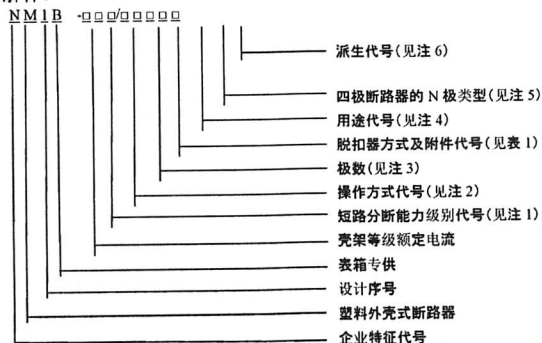 NM1B -□□□/□□□□□
派生代号(见注 6)
四极断路器的 N 极类型(见注 5)
用途代号(见注 4)
脱扣器方式及附件代号(见表 1)
极数(见注 3)
操作方式代号(见注 2)
短路分断能力级别代号(见注 1)
壳架等级额定电流
表箱专供
设计序号
塑料外壳式断路器
企业特征代号